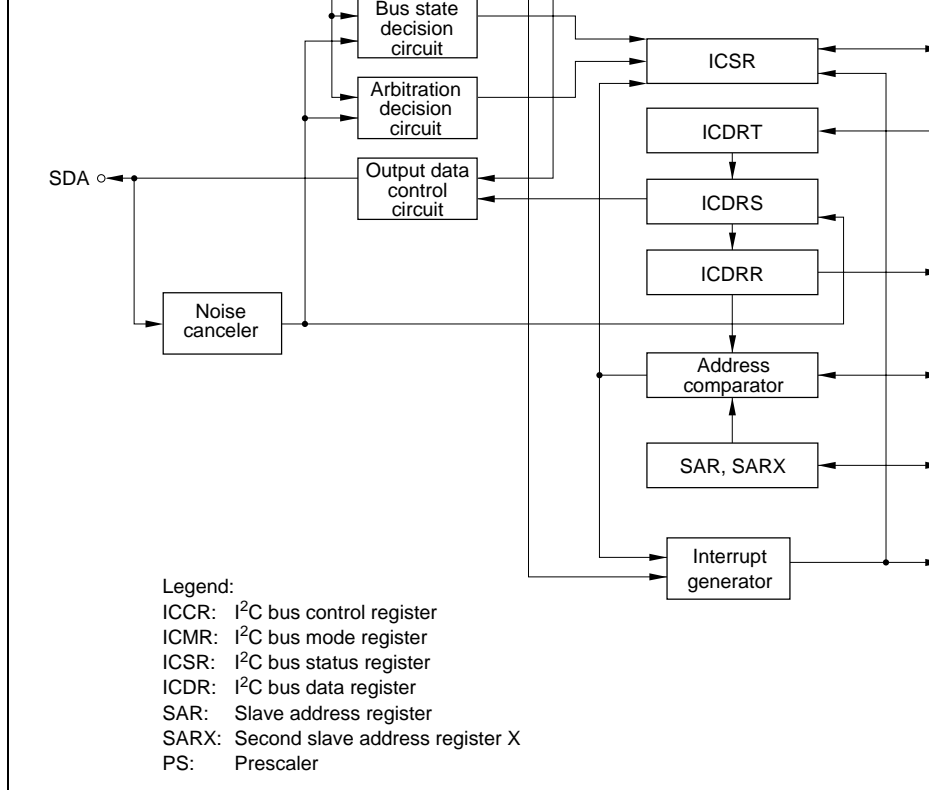 Bus state
decision
circuit
ICSR
Arbitration
decision
circuit
ICDRT
SDA
Output data
control
circuit
ICDRS
ICDRR
Noise
canceler
Address
comparator
SAR, SARX
Interrupt
generator
Legend:
ICCR: I²C bus control register
ICMR: I²C bus mode register
ICSR: I²C bus status register
ICDR: I²C bus data register
SAR: Slave address register
SARX: Second slave address register X
PS: Prescaler